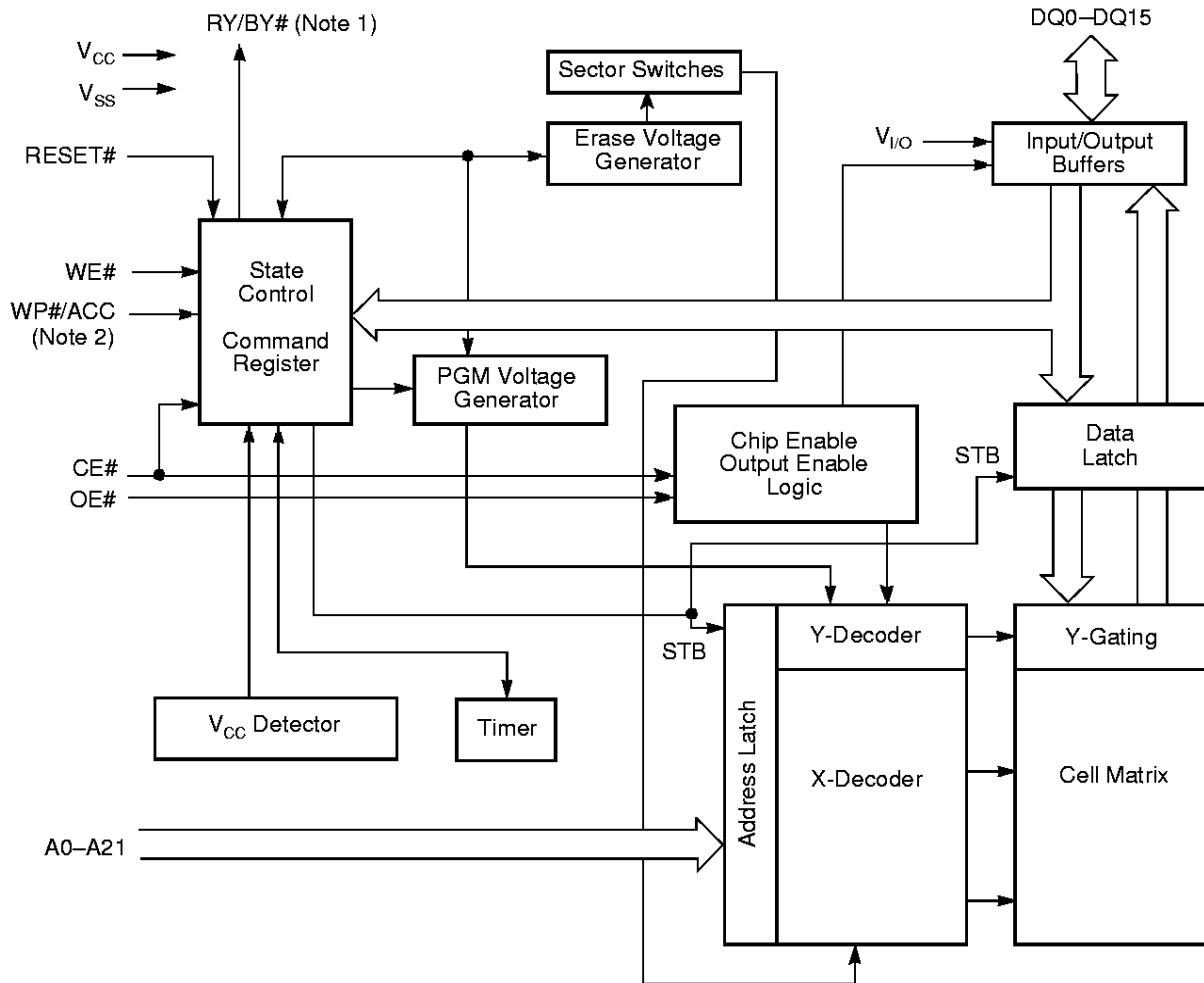 RY/BY# (Note 1)
DQ0–DQ15
VCC
VSS
Sector Switches
RESET#
Erase Voltage
Generator
VI/O
Input/Output
Buffers
WE#
WP#/ACC
(Note 2)
State
Control
Command
Register
PGM Voltage
Generator
CE#
OE#
Chip Enable
Output Enable
Logic
STB
Data
Latch
STB
Y-Decoder
Y-Gating
VCC Detector
Timer
Address Latch
X-Decoder
Cell Matrix
A0–A21